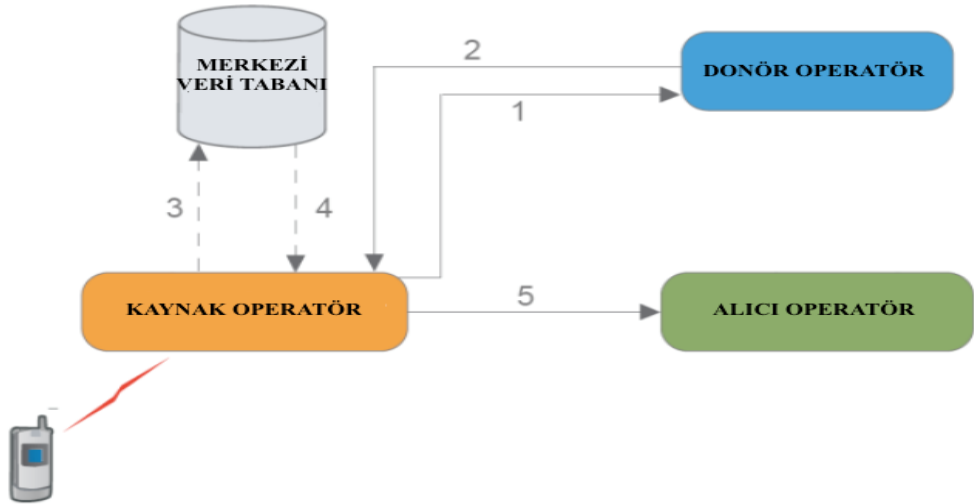 MERKEZİ
VERİ TABANI
2
DONÖR OPERATÖR
1
3
4
KAYNAK OPERATÖR
5
ALICI OPERATÖR